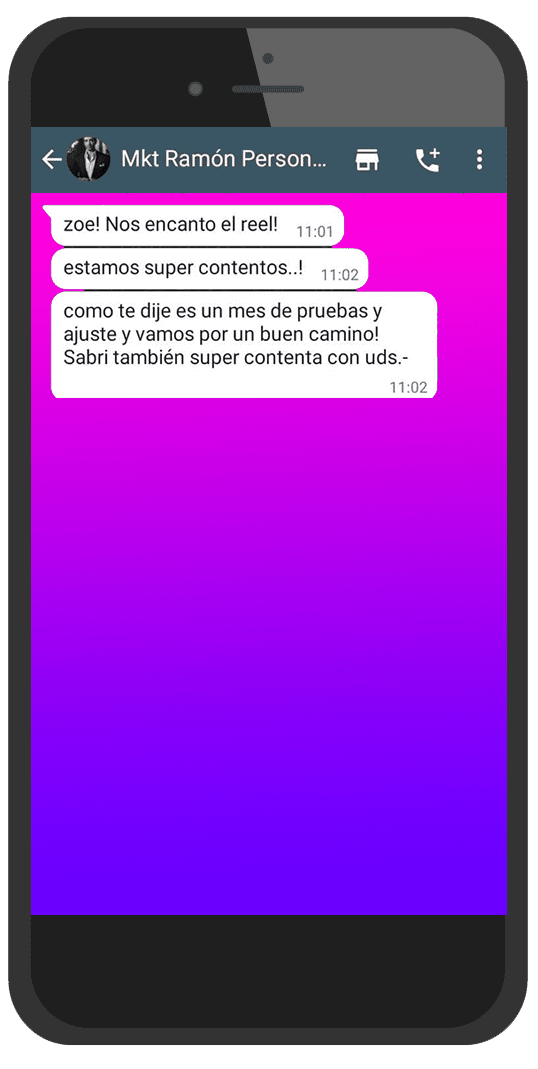 Mkt Ramón Person...
zoe! Nos encanto el reel! 11:01
estamos super contentos..! 11:02
como te dije es un mes de pruebas y
ajuste y vamos por un buen camino!
Sabri también super contenta con uds.-
11:02